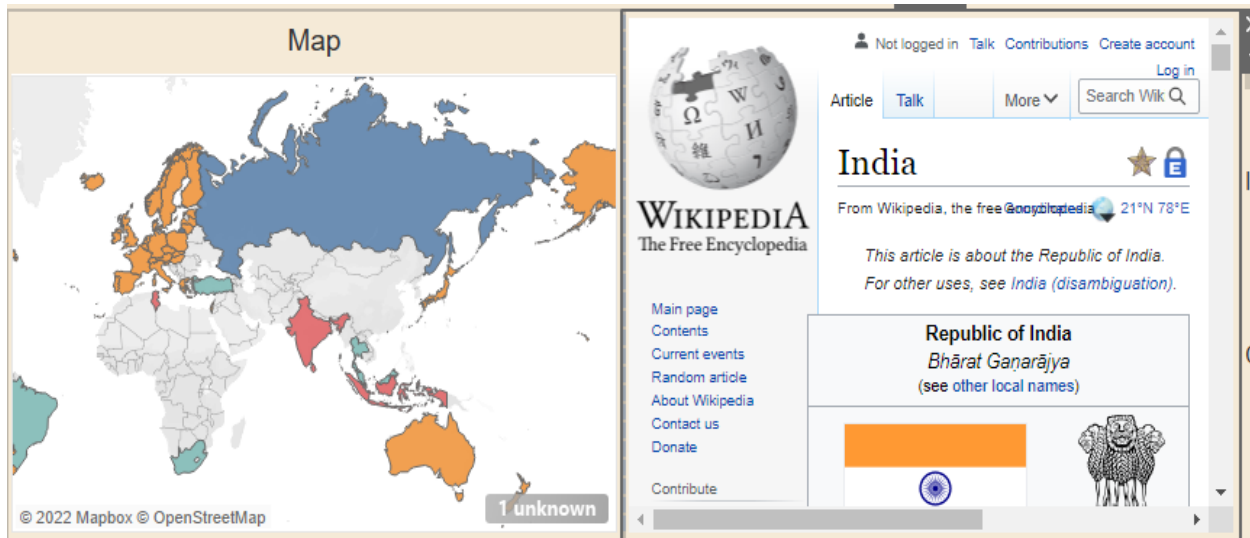 Map
© 2022 Mapbox © OpenStreetMap
1 unknown
WIKIPEDIA
The Free Encyclopedia
Main page
Contents
Current events
Random article
About Wikipedia
Contact us
Donate
Contribute
Not logged in Talk Contributions Create account
Log in
Article Talk More Search Wik
India
From Wikipedia, the free encyclopedia Coordinates 21°N 78°E
This article is about the Republic of India.
For other uses, see India (disambiguation).
Republic of India
Bhārat Gaṇarājya
(see other local names)